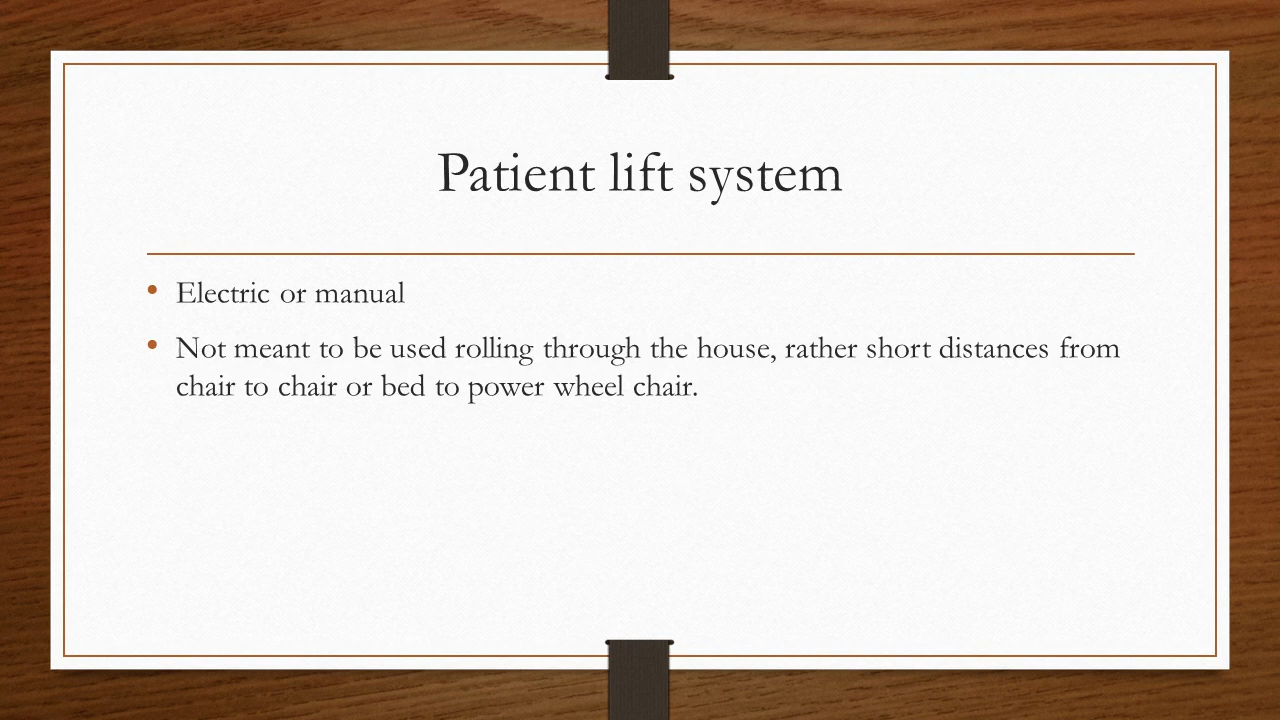 Patient lift system
• Electric or manual
• Not meant to be used rolling through the house, rather short distances from
chair to chair or bed to power wheel chair.